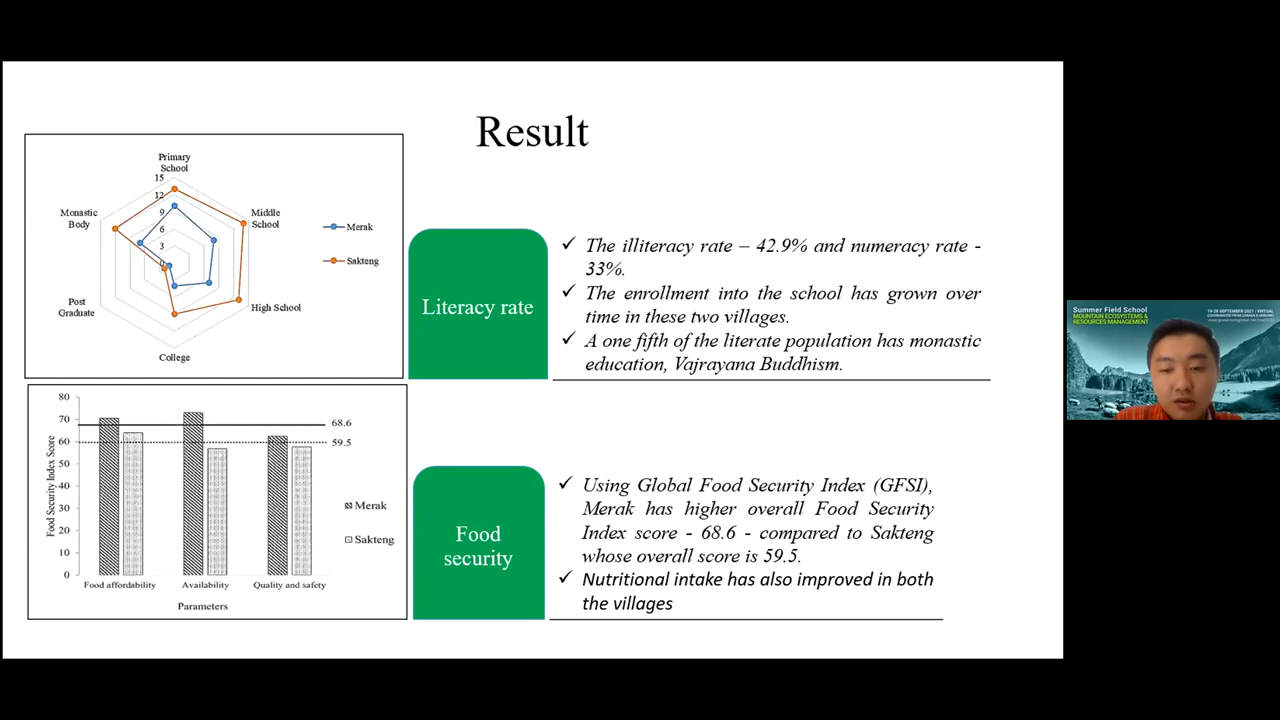 Result
Primary
School
15
12
9
6
3
0
Middle
School
High School
College
Post
Graduate
Monastic
Body
Merak
Sakteng
Literacy rate
✓ The illiteracy rate – 42.9% and numeracy rate -
33%.
✓ The enrollment into the school has grown over
time in these two villages.
✓ A one fifth of the literate population has monastic
education, Vajrayana Buddhism.
Food Security Index Score
80
70
60
50
40
30
20
10
0
68.6
59.5
Merak
Sakteng
Food affordability
Availability
Quality and safety
Parameters
Food
security
✓ Using Global Food Security Index (GFSI),
Merak has higher overall Food Security
Index score - 68.6 - compared to Sakteng
whose overall score is 59.5.
✓ Nutritional intake has also improved in both
the villages
Summer Field School
MOUNTAIN ECOSYSTEMS &
RESOURCES MANAGEMENT
19-28 SEPTEMBER 2021 | VIRTUAL